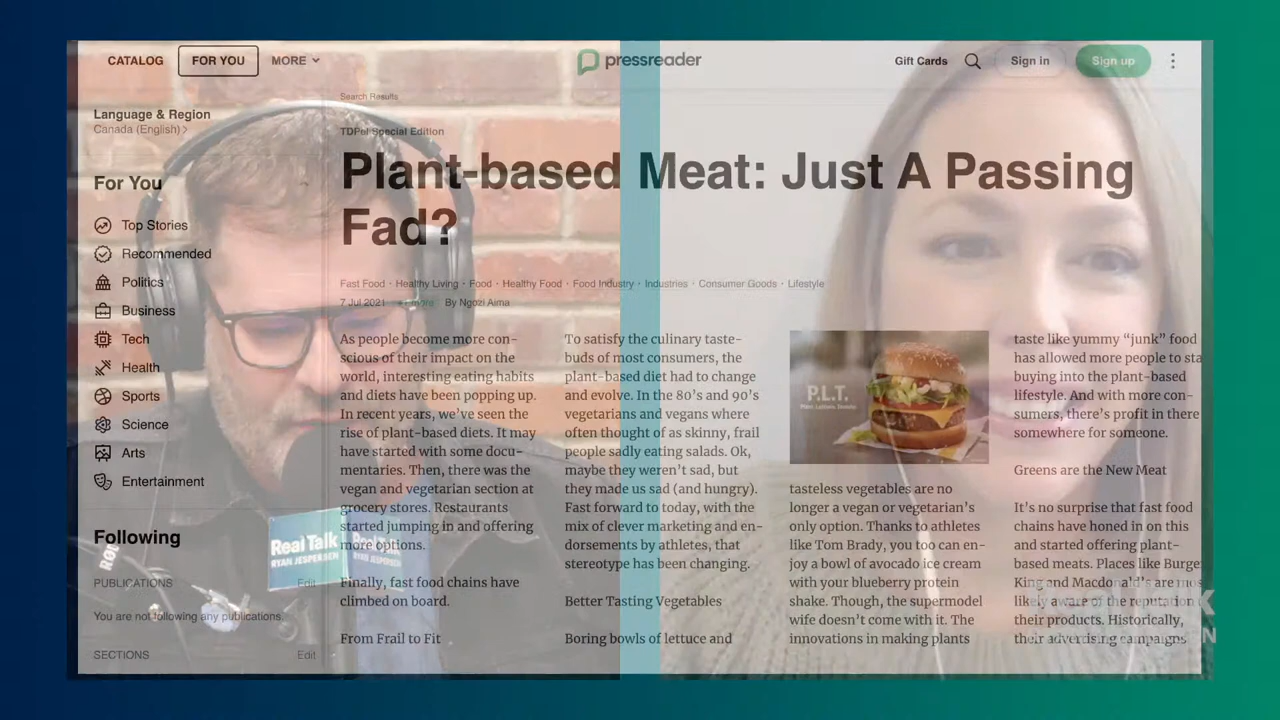 CATALOG FOR YOU MORE
pressreader
Gift Cards Sign in Sign up
Language & Region
Canada (English)
For You
Top Stories
Recommended
Politics
Business
Tech
Health
Sports
Science
Arts
Entertainment
Following
PUBLICATIONS Edit
You are not following any publications.
SECTIONS Edit
Search Results
TDPel Special Edition
Plant-based Meat: Just A Passing
Fad?
Fast Food · Healthy Living · Food · Healthy Food · Food Industry · Industries · Consumer Goods · Lifestyle
7 Jul 2021 +1 more By Ngozi Aima
As people become more con-
scious of their impact on the
world, interesting eating habits
and diets have been popping up.
In recent years, we've seen the
rise of plant-based diets. It may
have started with some docu-
mentaries. Then, there was the
vegan and vegetarian section at
grocery stores. Restaurants
started jumping in and offering
more options.
Finally, fast food chains have
climbed on board.
From Frail to Fit
To satisfy the culinary taste-
buds of most consumers, the
plant-based diet had to change
and evolve. In the 80's and 90's
vegetarians and vegans where
often thought of as skinny, frail
people sadly eating salads. Ok,
maybe they weren't sad, but
they made us sad (and hungry).
Fast forward to today, with the
mix of clever marketing and en-
dorsements by athletes, that
stereotype has been changing.
Better Tasting Vegetables
Boring bowls of lettuce and
P.L.T.
Plant. Lettuce. Tomato.
tasteless vegetables are no
longer a vegan or vegetarian's
only option. Thanks to athletes
like Tom Brady, you too can en-
joy a bowl of avocado ice cream
with your blueberry protein
shake. Though, the supermodel
wife doesn't come with it. The
innovations in making plants
taste like yummy “junk” food
has allowed more people to sta
buying into the plant-based
lifestyle. And with more con-
sumers, there's profit in there
somewhere for someone.
Greens are the New Meat
It's no surprise that fast food
chains have honed in on this
and started offering plant-
based meats. Places like Burge
King and Macdonald's are mos
likely aware of the reputation
their products. Historically,
their advertising campaigns
RØDE
Real Talk
RYAN JESPERSEN
Real Talk
RYAN JESPERSEN